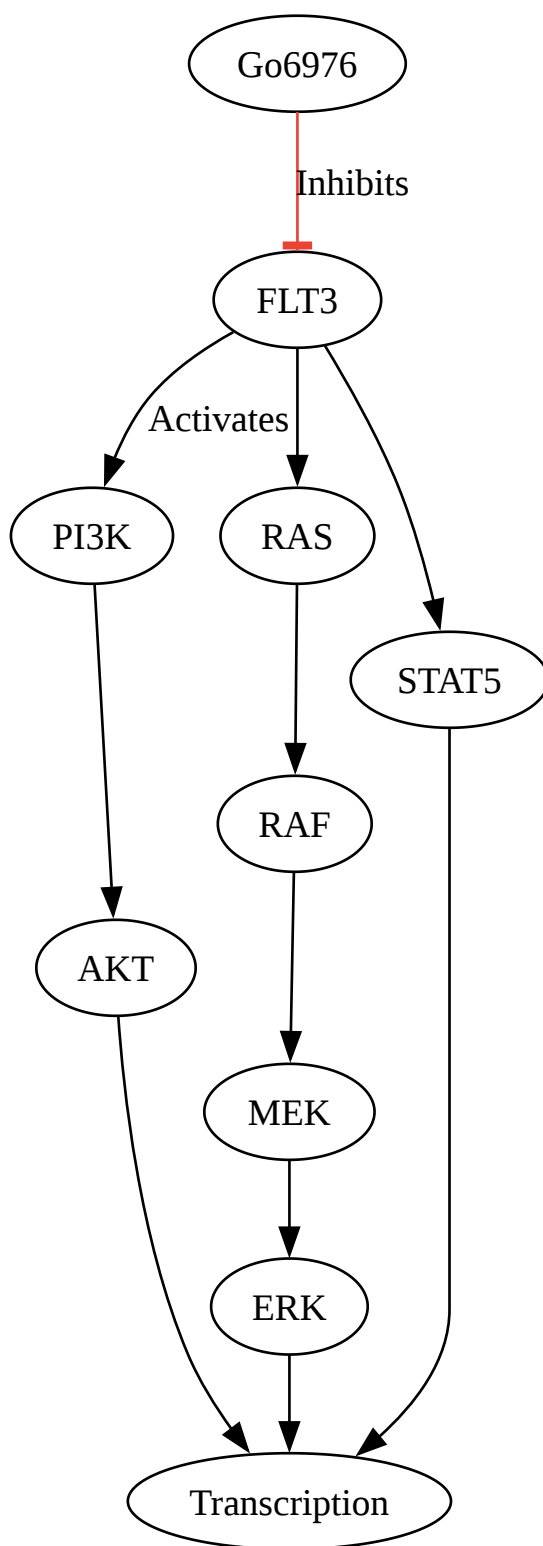 Go6976
Inhibits
FLT3
Activates
PI3K
RAS
STAT5
RAF
AKT
MEK
ERK
Transcription